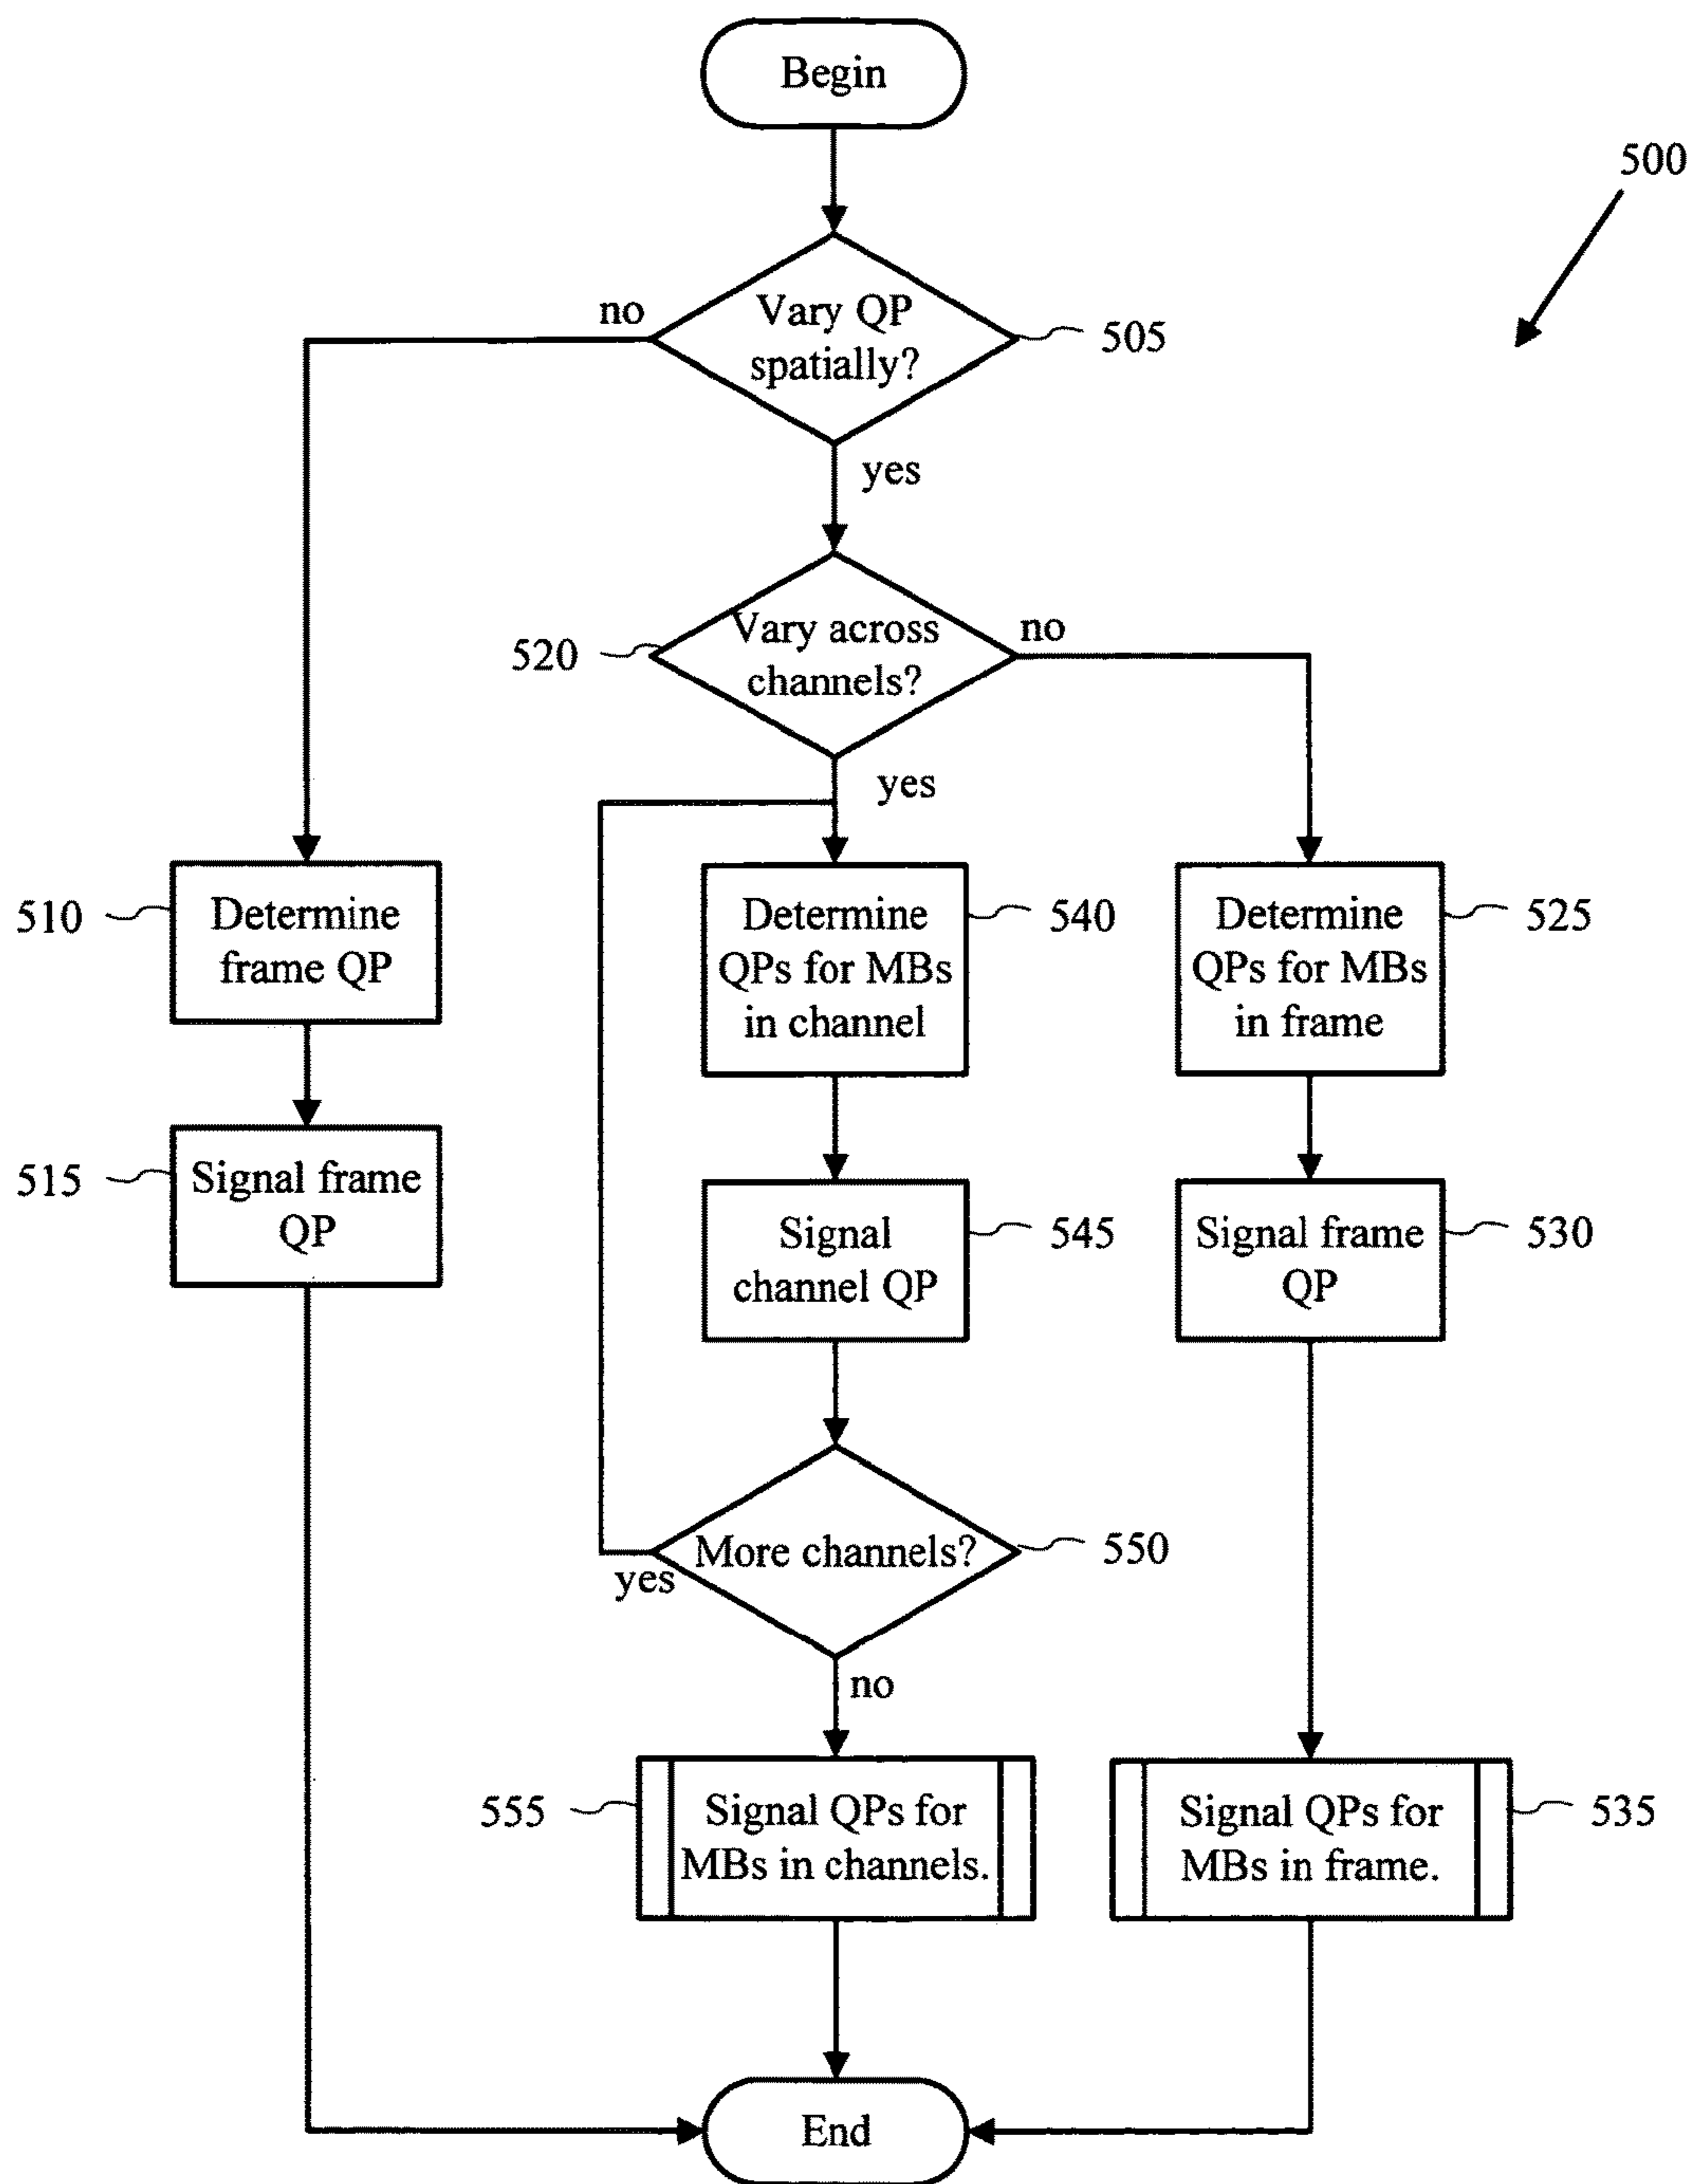 Begin
500
no
Vary QP
spatially?
505
yes
520
Vary across
channels?
no
yes
510
Determine
frame QP
Determine
QPs for MBs
in channel
540
Determine
QPs for MBs
in frame
525
515
Signal frame
QP
Signal
channel QP
545
Signal frame
QP
530
More channels?
550
yes
no
555
Signal QPs for
MBs in channels.
Signal QPs for
MBs in frame.
535
End